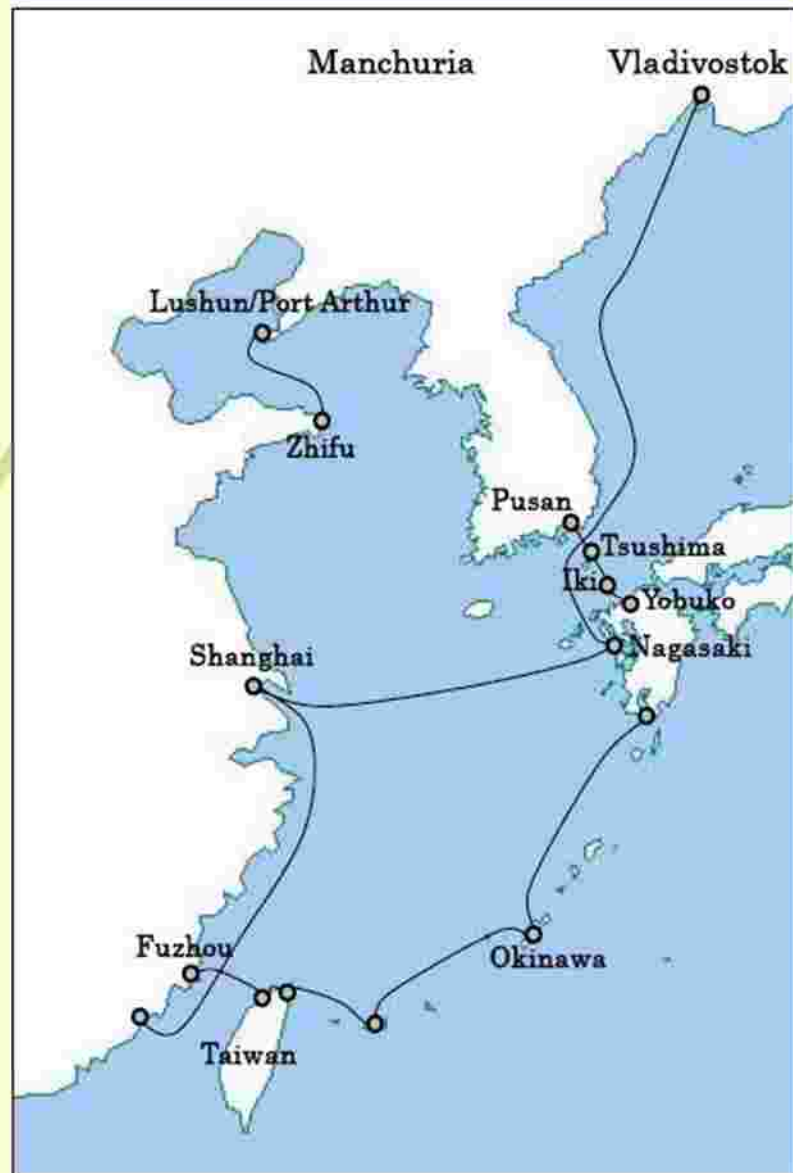 Manchuria
Vladivostok
Lushun/Port Arthur
Zhifu
Pusan
Tsushima
Iki
Yobuko
Nagasaki
Shanghai
Fuzhou
Okinawa
Taiwan